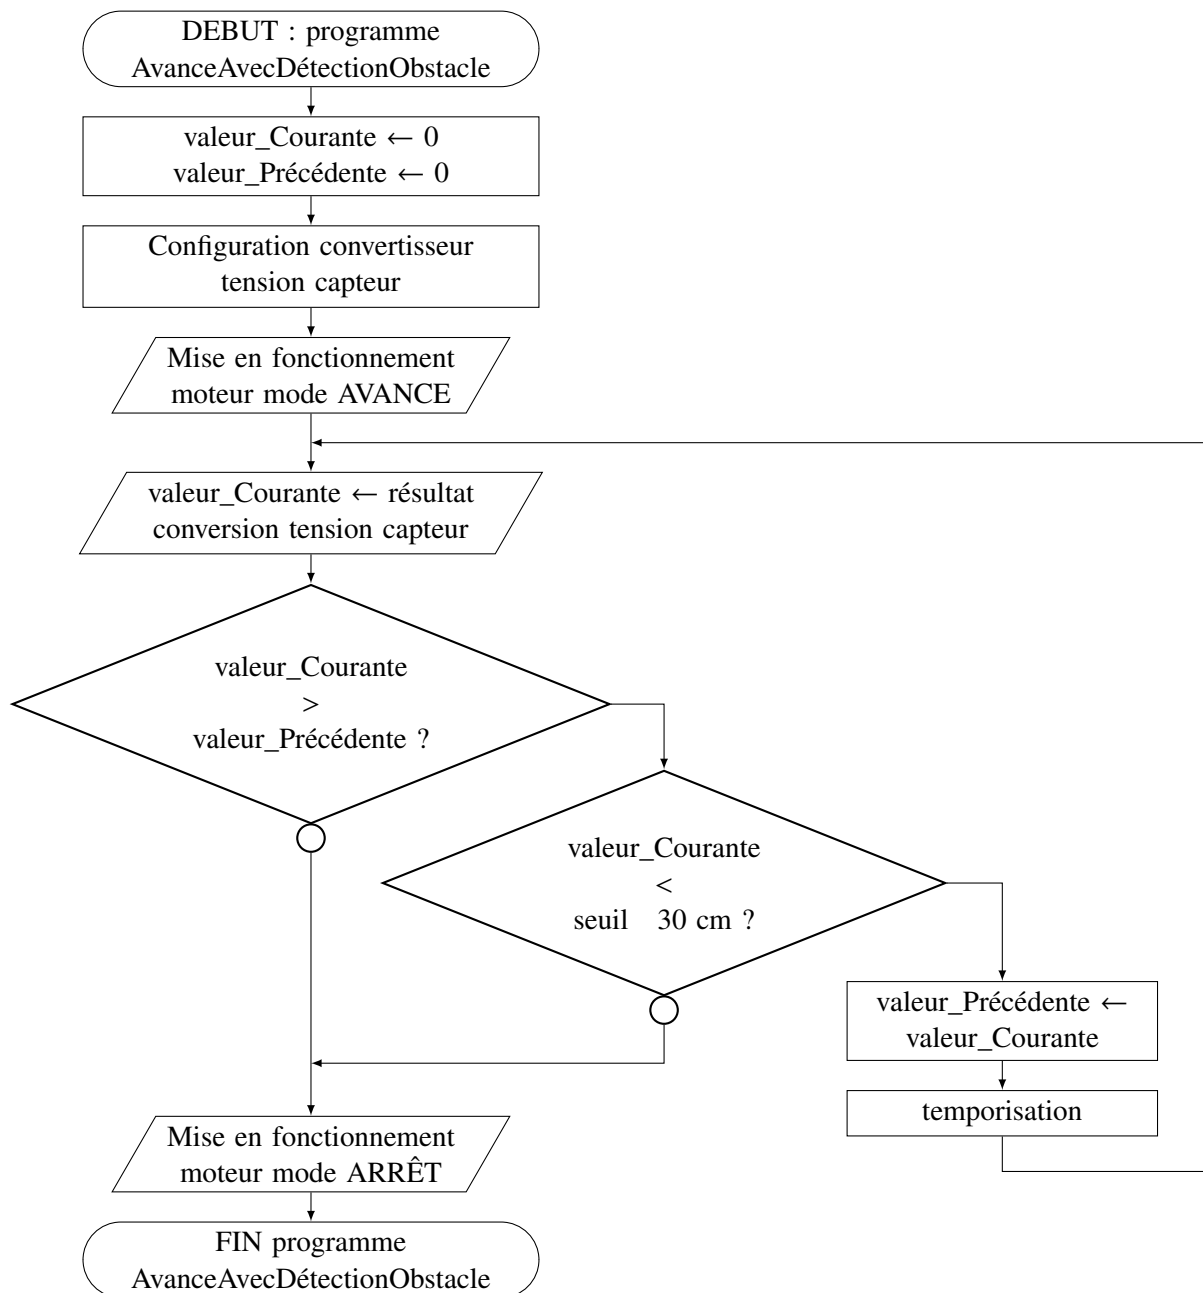 DEBUT : programme
AvanceAvecDétectionObstacle
valeur_Courante ← 0
valeur_Précédente ← 0
Configuration convertisseur
tension capteur
Mise en fonctionnement
moteur mode AVANCE
valeur_Courante ← résultat
conversion tension capteur
valeur_Courante
>
valeur_Précédente ?
valeur_Courante
<
seuil 30 cm ?
valeur_Précédente ←
valeur_Courante
temporisation
Mise en fonctionnement
moteur mode ARRÊT
FIN programme
AvanceAvecDétectionObstacle